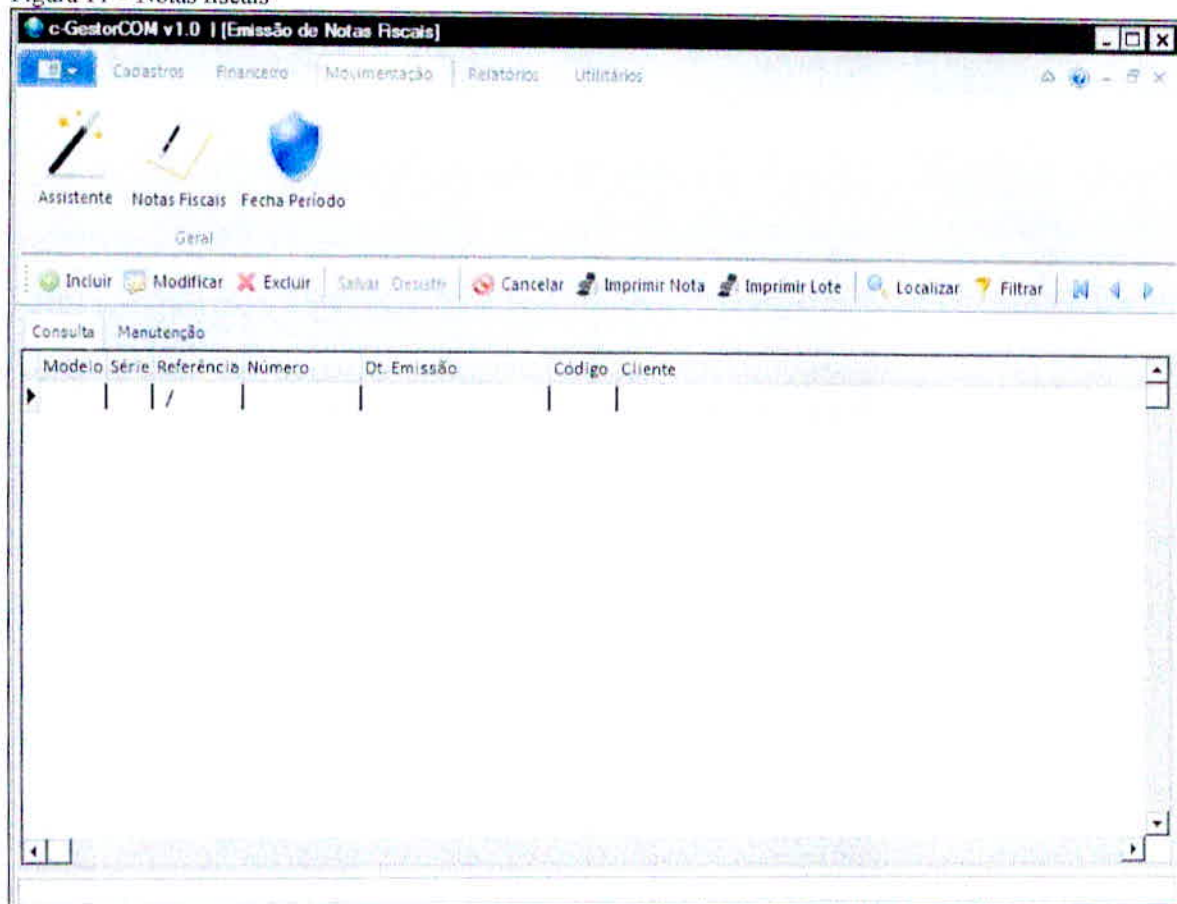 Notas fiscais
c-GestorCOM v1.0 | [Emissão de Notas Fiscais]
Cadastros Financeiro Movimentação Relatórios Utilitários
Assistente Notas Fiscais Fecha Período
Geral
Incluir Modificar Excluir Salvar Desistir Cancelar Imprimir Nota Imprimir Lote Localizar Filtrar
Consulta Manutenção
Modelo Série Referência Número Dt. Emissão Código Cliente
/